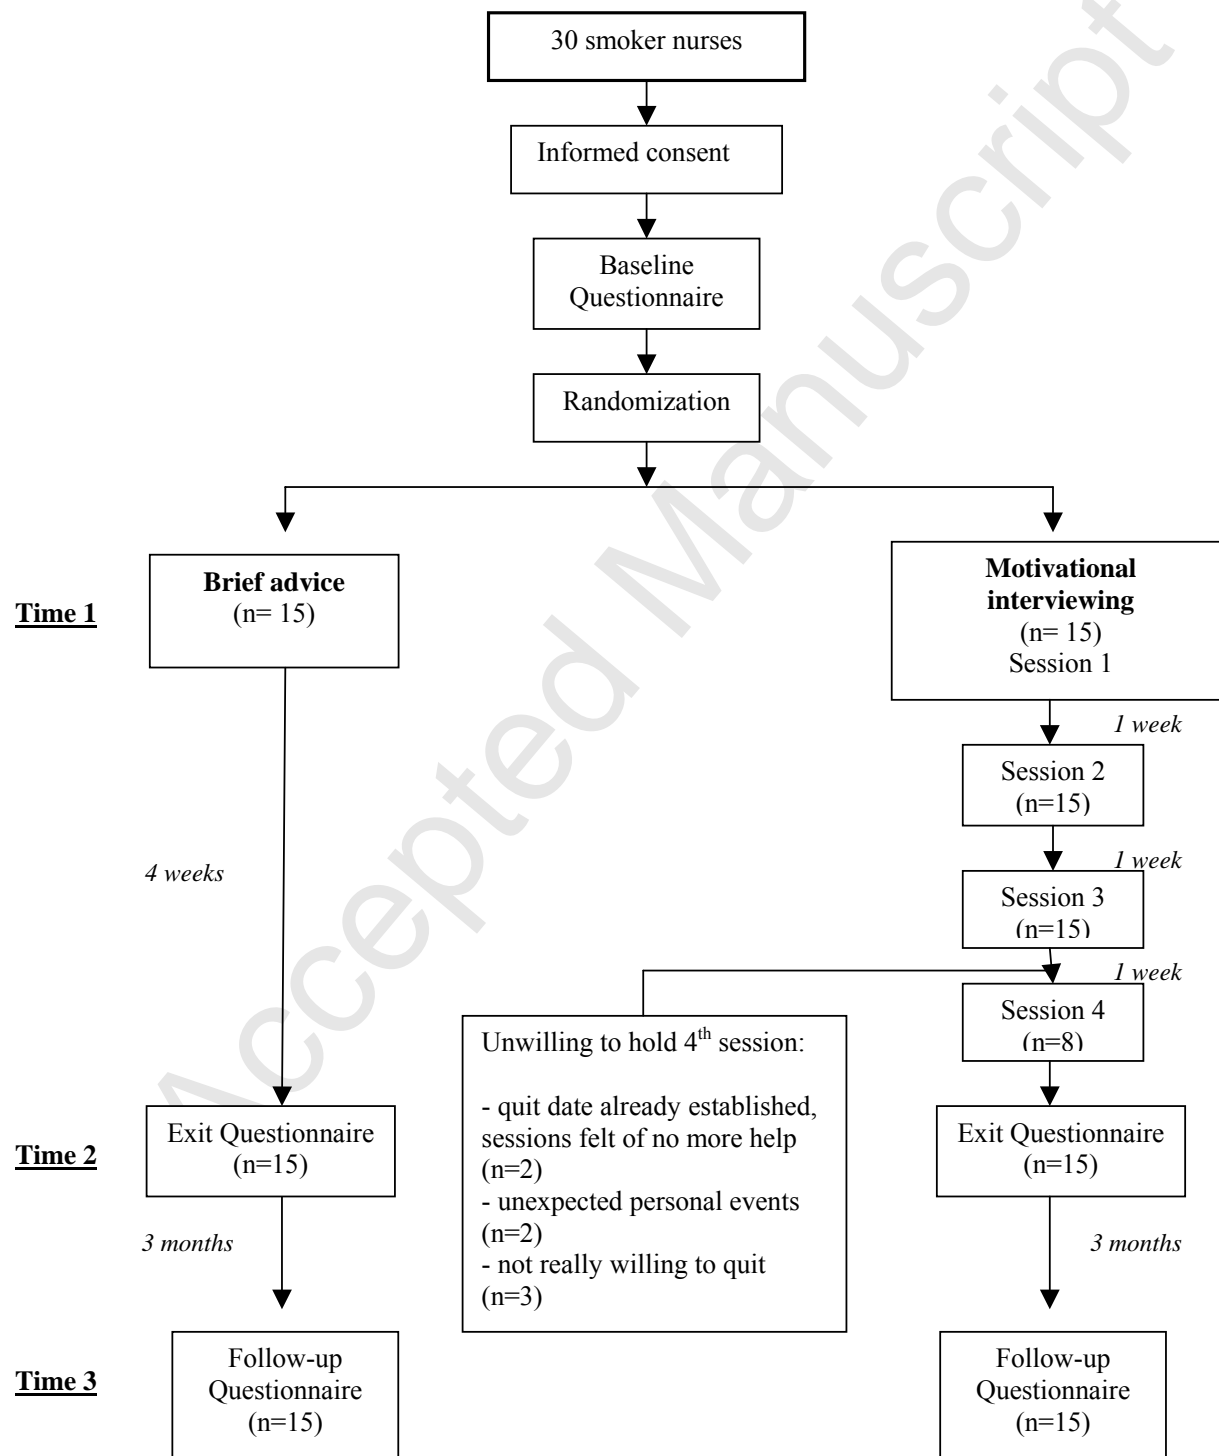 30 smoker nurses
Informed consent
Baseline
Questionnaire
Randomization
Time 1
Brief advice
(n= 15)
Motivational
interviewing
(n= 15)
Session 1
1 week
Session 2
(n=15)
1 week
Session 3
(n=15)
1 week
Session 4
(n=8)
4 weeks
Unwilling to hold 4th session:
- quit date already established,
sessions felt of no more help
(n=2)
- unexpected personal events
(n=2)
- not really willing to quit
(n=3)
Time 2
Exit Questionnaire
(n=15)
Exit Questionnaire
(n=15)
3 months
3 months
Time 3
Follow-up
Questionnaire
(n=15)
Follow-up
Questionnaire
(n=15)
Accepted Manuscript